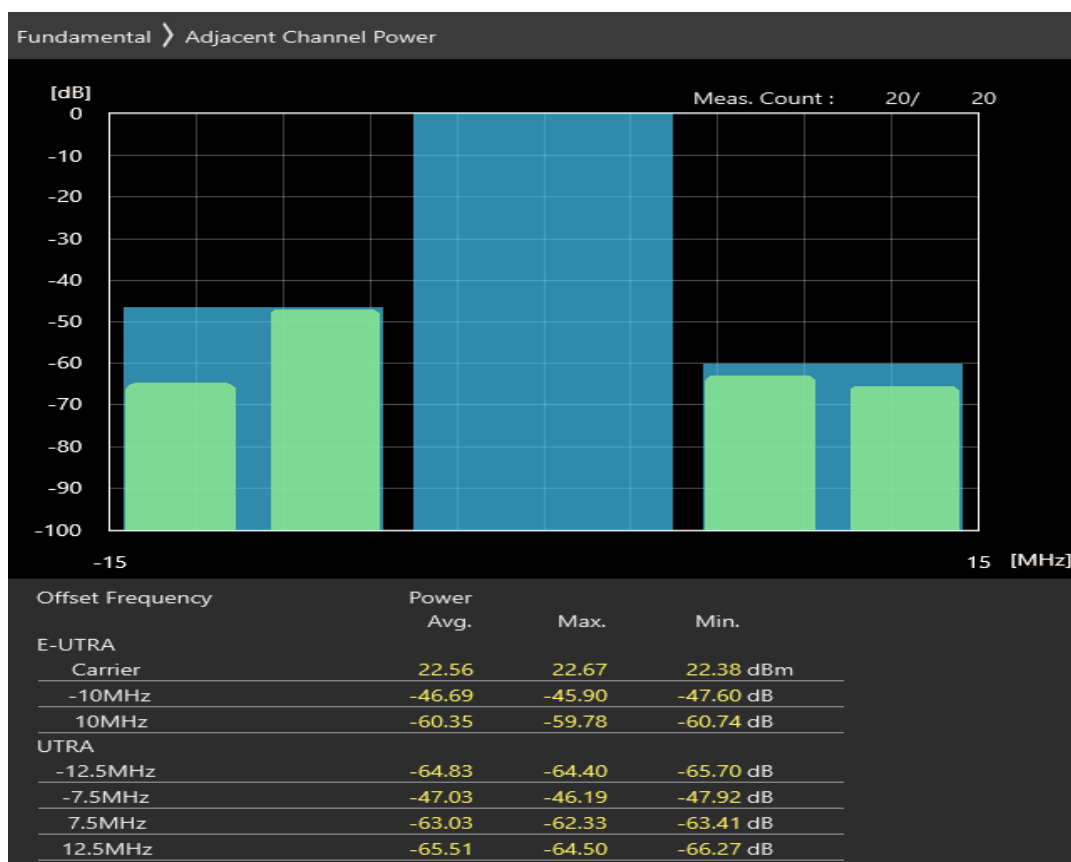 Fundamental ❯ Adjacent Channel Power
[dB]
Meas. Count : 20/ 20
0
-10
-20
-30
-40
-50
-60
-70
-80
-90
-100
-15 15 [MHz]
Offset Frequency Power
Avg. Max. Min.
E-UTRA
Carrier 22.56 22.67 22.38 dBm
-10MHz -46.69 -45.90 -47.60 dB
10MHz -60.35 -59.78 -60.74 dB
UTRA
-12.5MHz -64.83 -64.40 -65.70 dB
-7.5MHz -47.03 -46.19 -47.92 dB
7.5MHz -63.03 -62.33 -63.41 dB
12.5MHz -65.51 -64.50 -66.27 dB